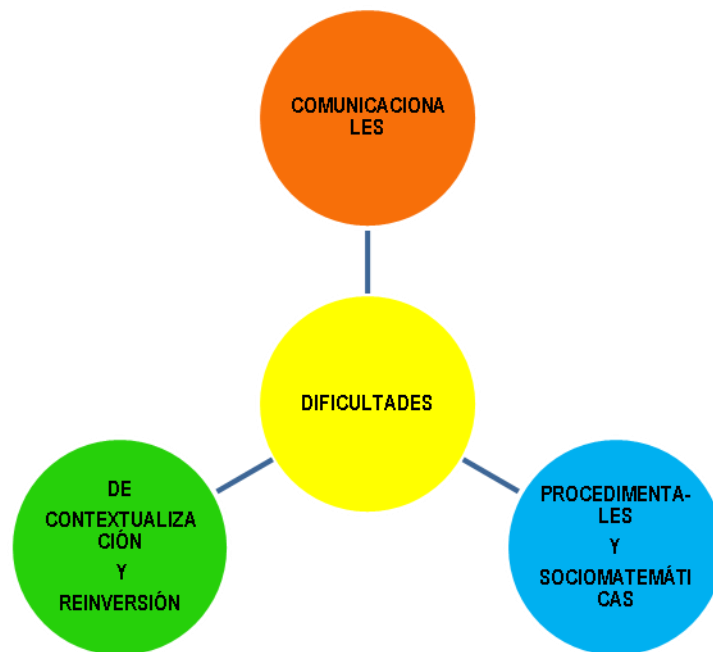 COMUNICACIONA
LES
DIFICULTADES
DE
CONTEXTUALIZA
CIÓN
Y
REINVERSIÓN
PROCEDIMENTA-
LES
Y
SOCIOMATEMÁTI
CAS